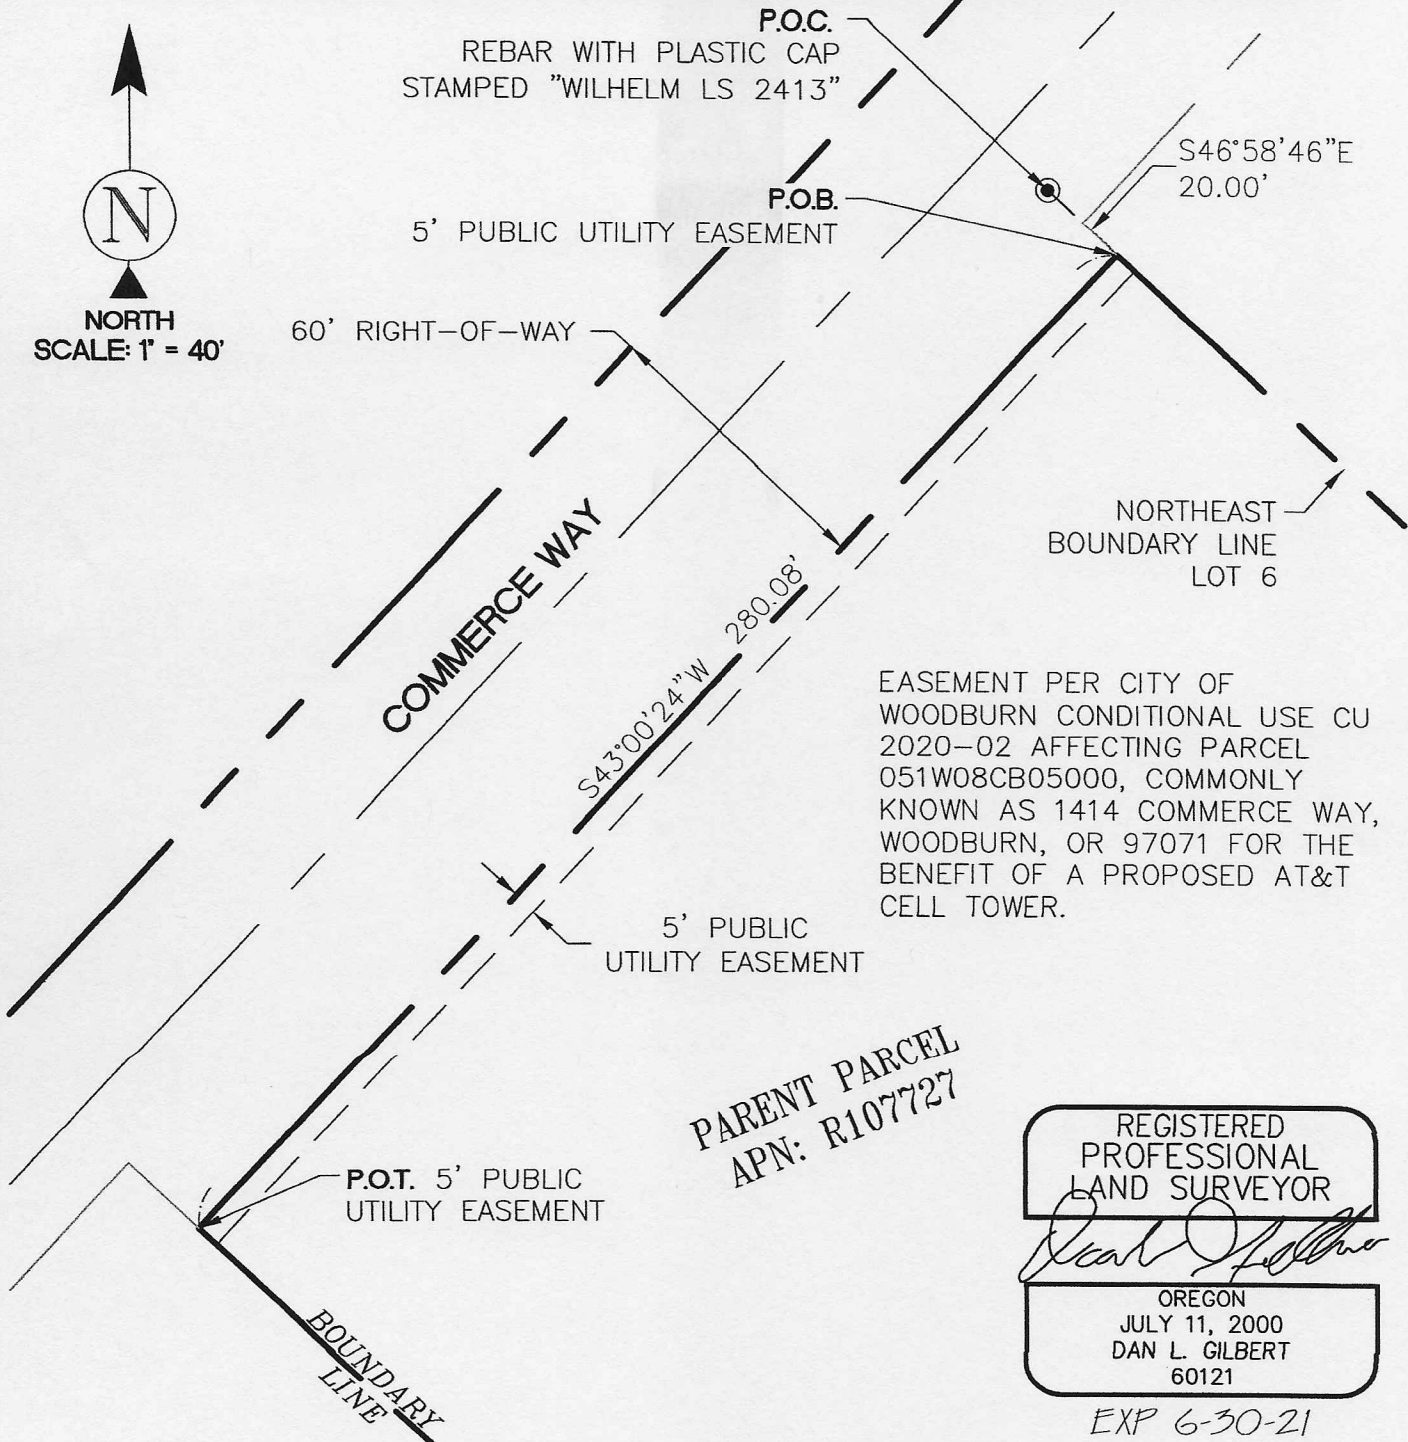 P.O.C.
REBAR WITH PLASTIC CAP
STAMPED "WILHELM LS 2413"
S46°58'46"E
20.00'
P.O.B.
5' PUBLIC UTILITY EASEMENT
N
NORTH
SCALE: 1" = 40'
60' RIGHT-OF-WAY
NORTHEAST
BOUNDARY LINE
LOT 6
COMMERCE WAY
S43°00'24"W 280.08'
EASEMENT PER CITY OF
WOODBURN CONDITIONAL USE CU
2020-02 AFFECTING PARCEL
051W08CB05000, COMMONLY
KNOWN AS 1414 COMMERCE WAY,
WOODBURN, OR 97071 FOR THE
BENEFIT OF A PROPOSED AT&T
CELL TOWER.
5' PUBLIC
UTILITY EASEMENT
PARENT PARCEL
APN: R107727
P.O.T. 5' PUBLIC
UTILITY EASEMENT
BOUNDARY
LINE
REGISTERED
PROFESSIONAL
LAND SURVEYOR
OREGON
JULY 11, 2000
DAN L. GILBERT
60121
EXP 6-30-21